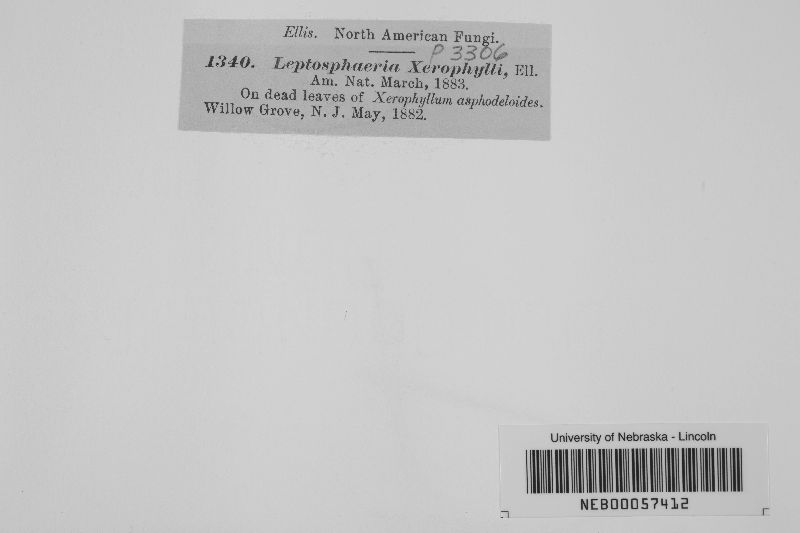 Ellis. North American Fungi.
P 3306
1340. Leptosphaeria Xerophylli, Ell.
Am. Nat. March, 1883.
On dead leaves of Xerophyllum asphodeloides.
Willow Grove, N. J. May, 1882.
University of Nebraska - Lincoln
NEB00057412